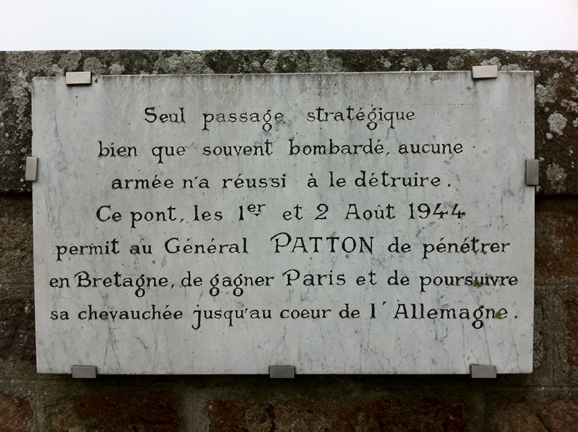 Seul passage stratégique
bien que souvent bombardé, aucune
armée n'a réussi à le détruire.
Ce pont, les 1er et 2 Août 1944
permit au Général PATTON de pénétrer
en Bretagne, de gagner Paris et de poursuivre
sa chevauchée jusqu'au coeur de l'Allemagne.